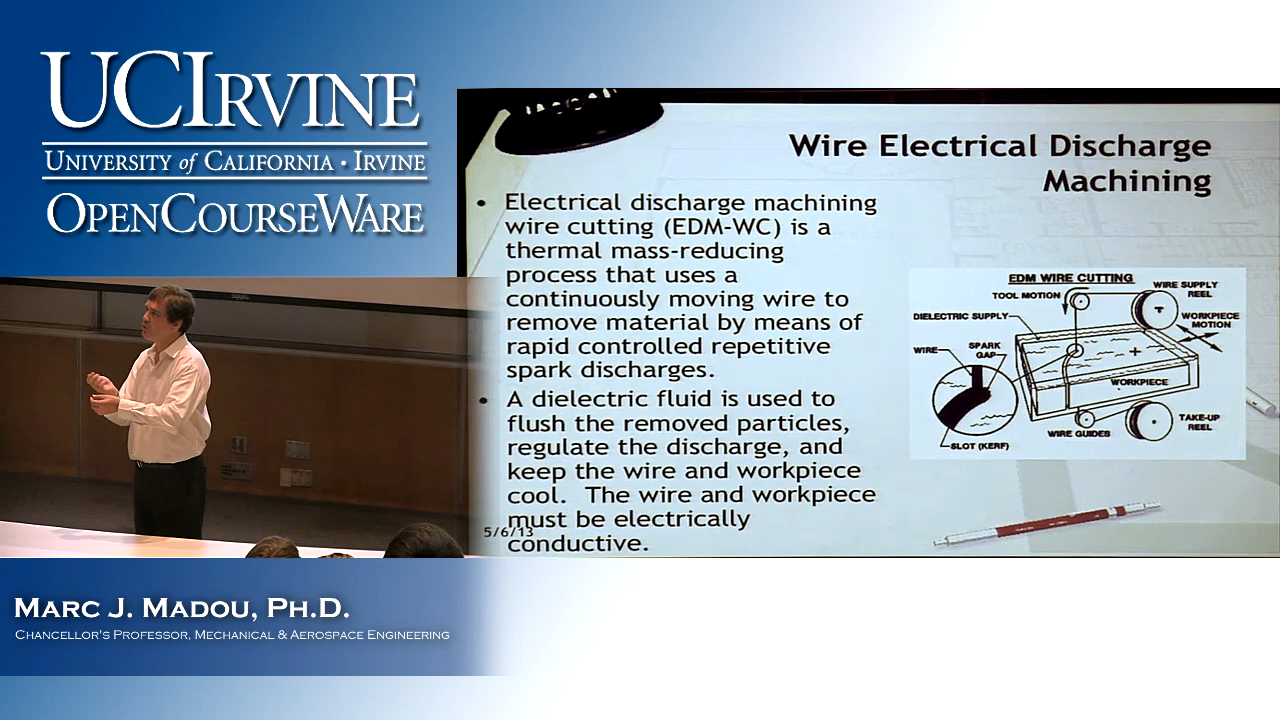 UCIRVINE
UNIVERSITY of CALIFORNIA · IRVINE
OPENCOURSEWARE
Wire Electrical Discharge
Machining
• Electrical discharge machining
wire cutting (EDM-WC) is a
thermal mass-reducing
process that uses a
continuously moving wire to
remove material by means of
rapid controlled repetitive
spark discharges.
• A dielectric fluid is used to
flush the removed particles,
regulate the discharge, and
keep the wire and workpiece
cool. The wire and workpiece
must be electrically
conductive.
5/6/13
EDM WIRE CUTTING
TOOL MOTION
WIRE SUPPLY
REEL
DIELECTRIC SUPPLY
WORKPIECE
MOTION
WIRE
SPARK
GAP
WORKPIECE
TAKE-UP
REEL
WIRE GUIDES
SLOT (KERF)
MARC J. MADOU, PH.D.
CHANCELLOR'S PROFESSOR, MECHANICAL & AEROSPACE ENGINEERING